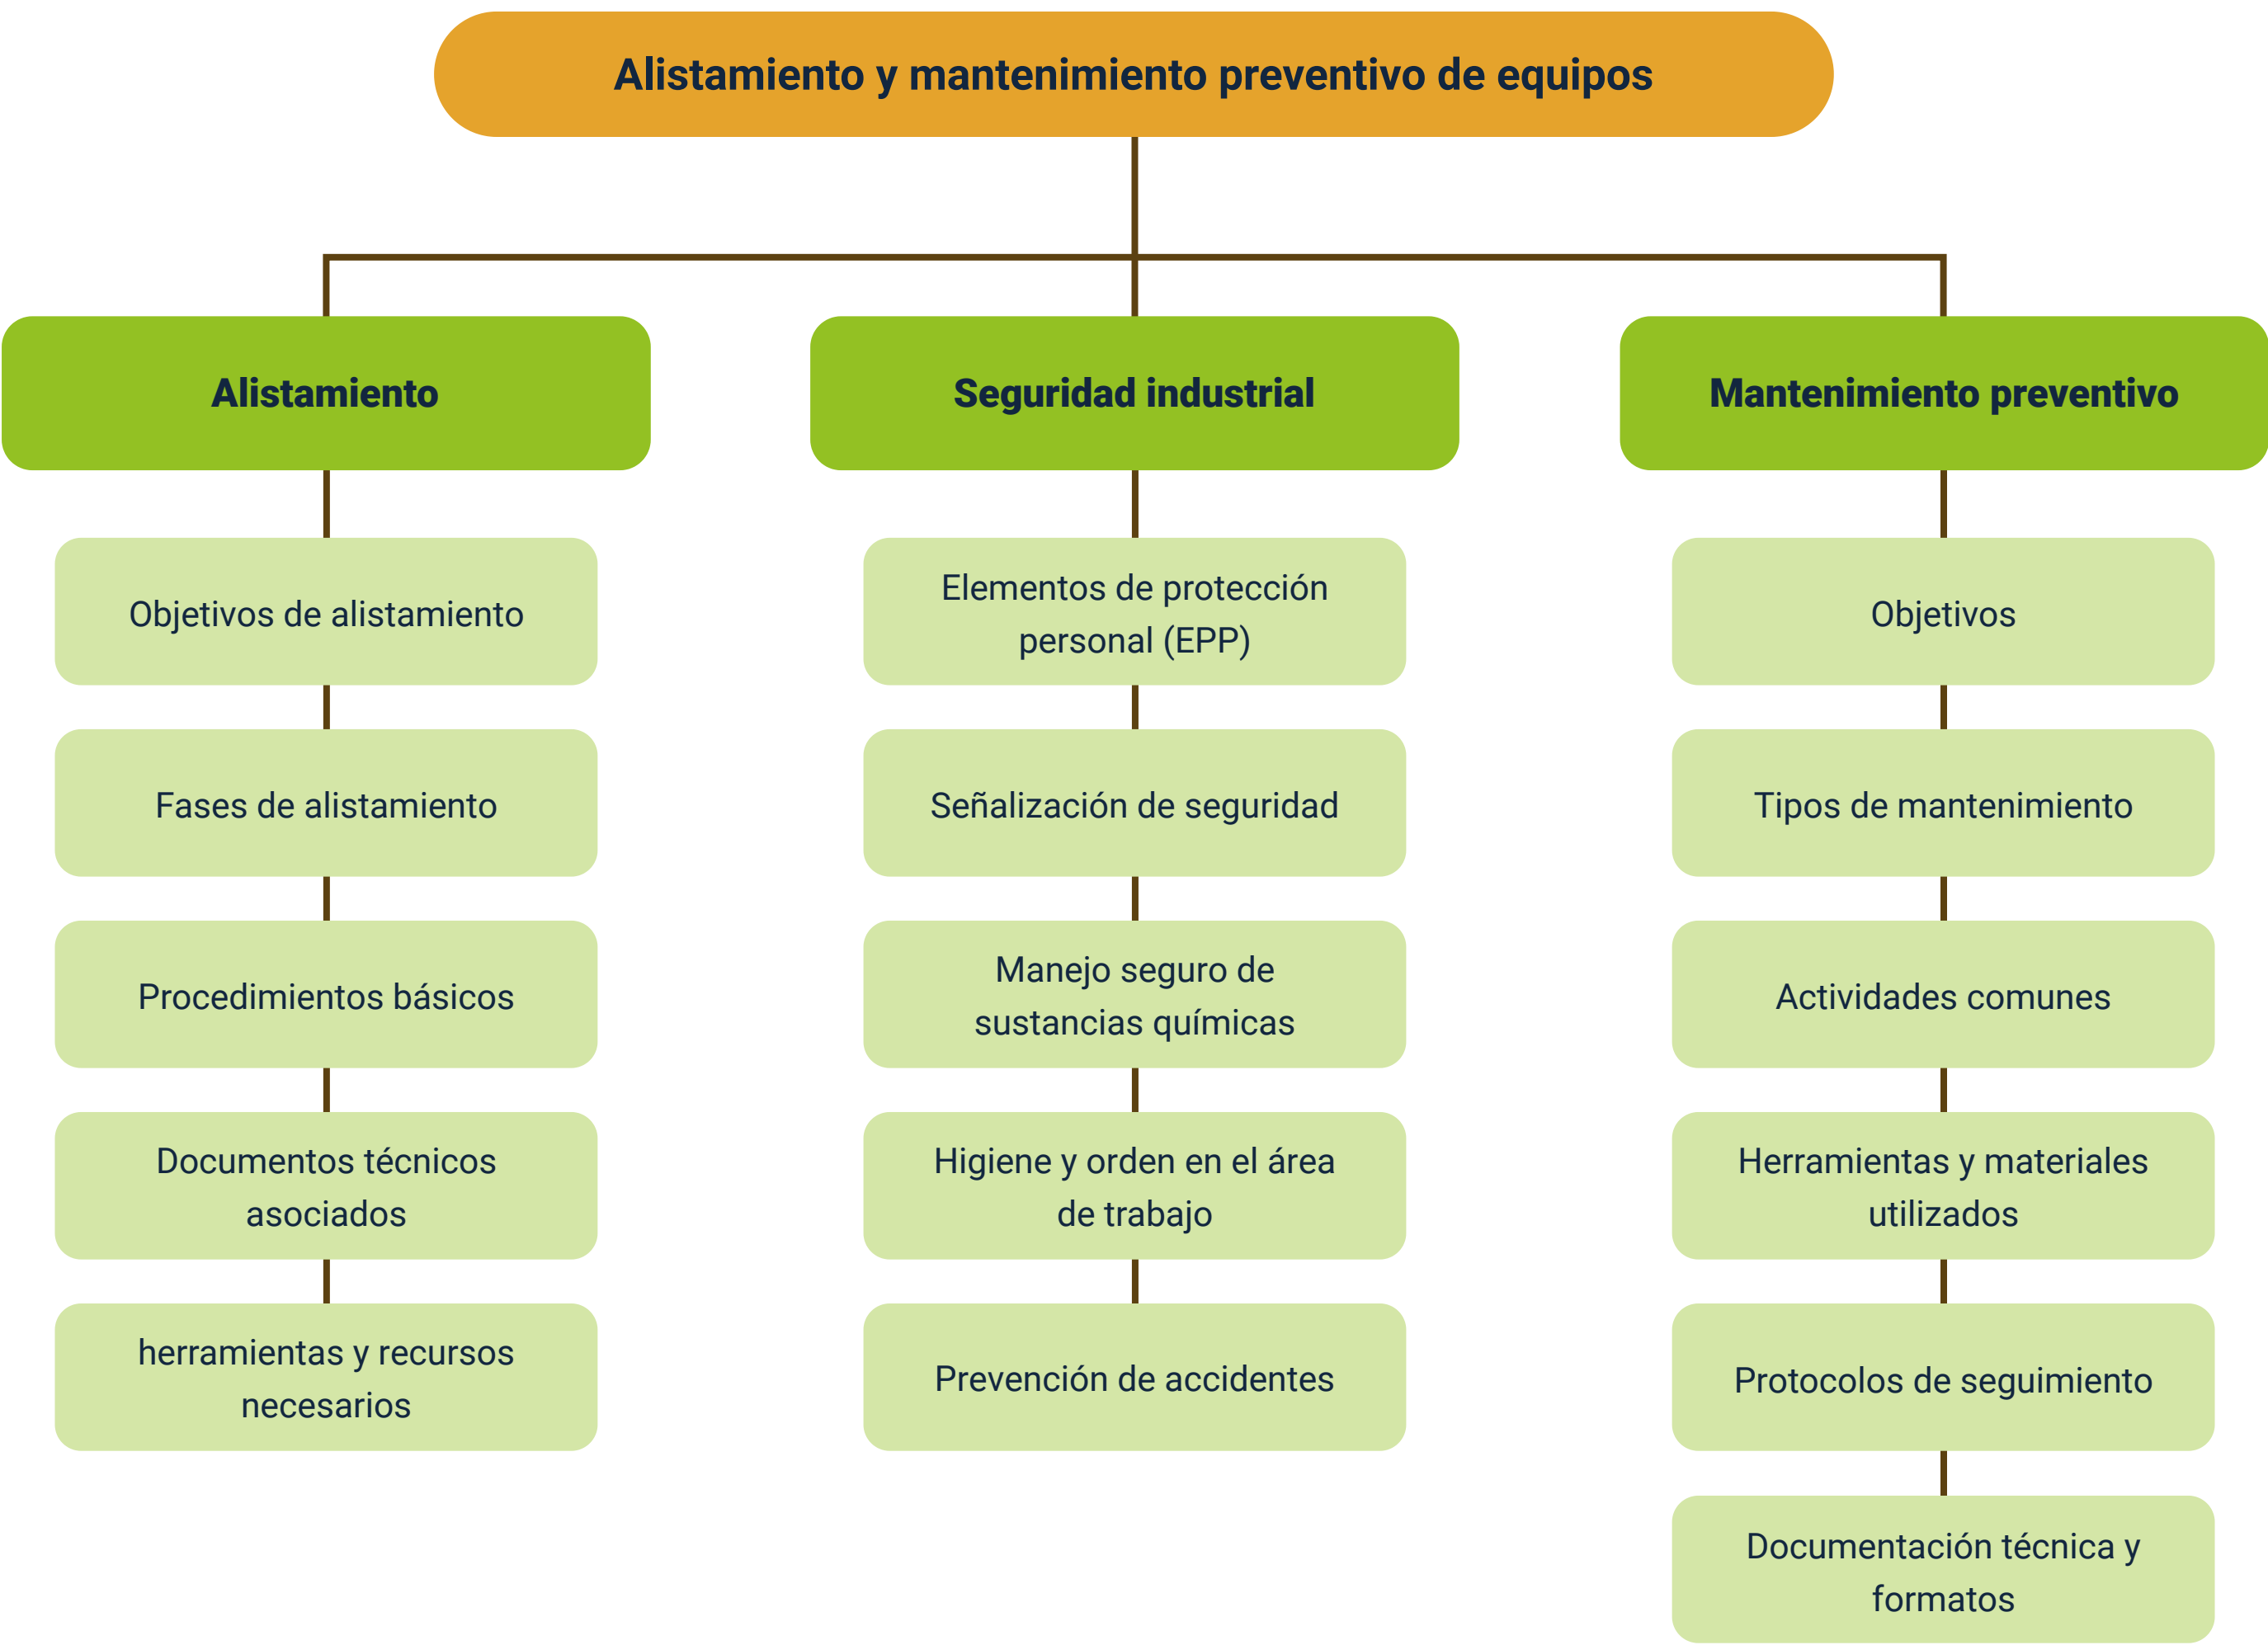 Alistamiento y mantenimiento preventivo de equipos
Alistamiento
Objetivos de alistamiento
Fases de alistamiento
Procedimientos básicos
Documentos técnicos
asociados
herramientas y recursos
necesarios
Seguridad industrial
Elementos de protección
personal (EPP)
Señalización de seguridad
Manejo seguro de
sustancias químicas
Higiene y orden en el área
de trabajo
Prevención de accidentes
Mantenimiento preventivo
Objetivos
Tipos de mantenimiento
Actividades comunes
Herramientas y materiales
utilizados
Protocolos de seguimiento
Documentación técnica y
formatos